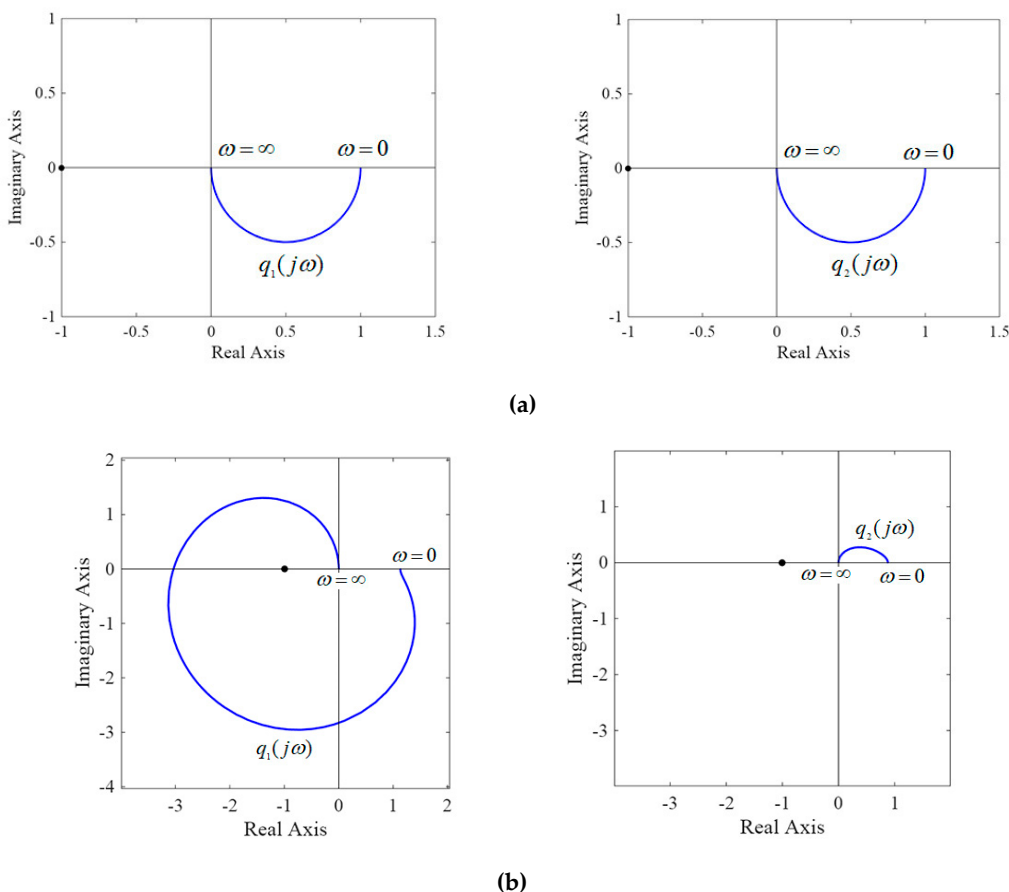 1
0.5
0
-0.5
-1
Imaginary Axis
ω=∞
ω=0
q₁(jω)
-1
-0.5
0
0.5
1
1.5
Real Axis
1
0.5
0
-0.5
-1
Imaginary Axis
ω=∞
ω=0
q₂(jω)
-1
-0.5
0
0.5
1
1.5
Real Axis
(a)
2
1
0
-1
-2
-3
-4
Imaginary Axis
ω=0
ω=∞
q₁(jω)
-3
-2
-1
0
1
2
Real Axis
1
0
-1
-2
-3
Imaginary Axis
q₂(jω)
ω=∞
ω=0
-3
-2
-1
0
1
Real Axis
(b)